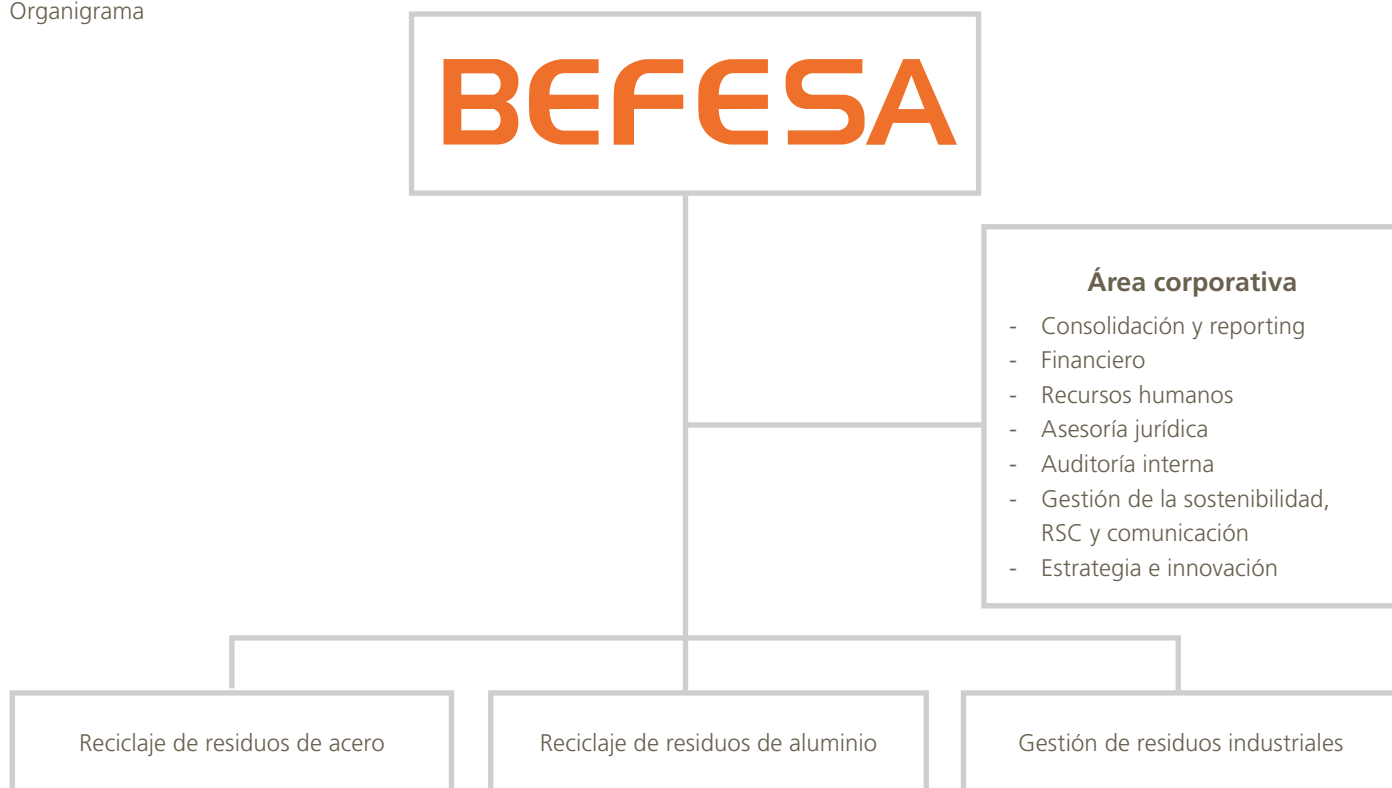 Organigrama
BEFESA
Área corporativa
- Consolidación y reporting
- Financiero
- Recursos humanos
- Asesoría jurídica
- Auditoría interna
- Gestión de la sostenibilidad,
RSC y comunicación
- Estrategia e innovación
Reciclaje de residuos de acero
Reciclaje de residuos de aluminio
Gestión de residuos industriales